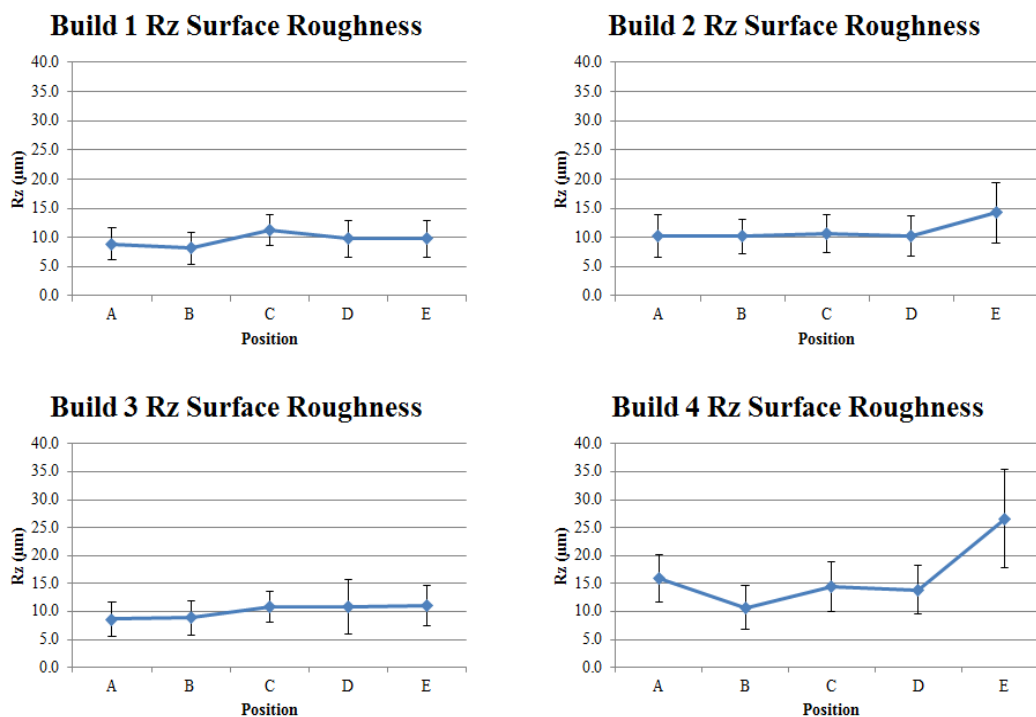 Build 1 Rz Surface Roughness
40.0
35.0
30.0
25.0
20.0
15.0
10.0
5.0
0.0
Rz (µm)
A B C D E
Position
Build 2 Rz Surface Roughness
40.0
35.0
30.0
25.0
20.0
15.0
10.0
5.0
0.0
Rz (µm)
A B C D E
Position
Build 3 Rz Surface Roughness
40.0
35.0
30.0
25.0
20.0
15.0
10.0
5.0
0.0
Rz (µm)
A B C D E
Position
Build 4 Rz Surface Roughness
40.0
35.0
30.0
25.0
20.0
15.0
10.0
5.0
0.0
Rz (µm)
A B C D E
Position